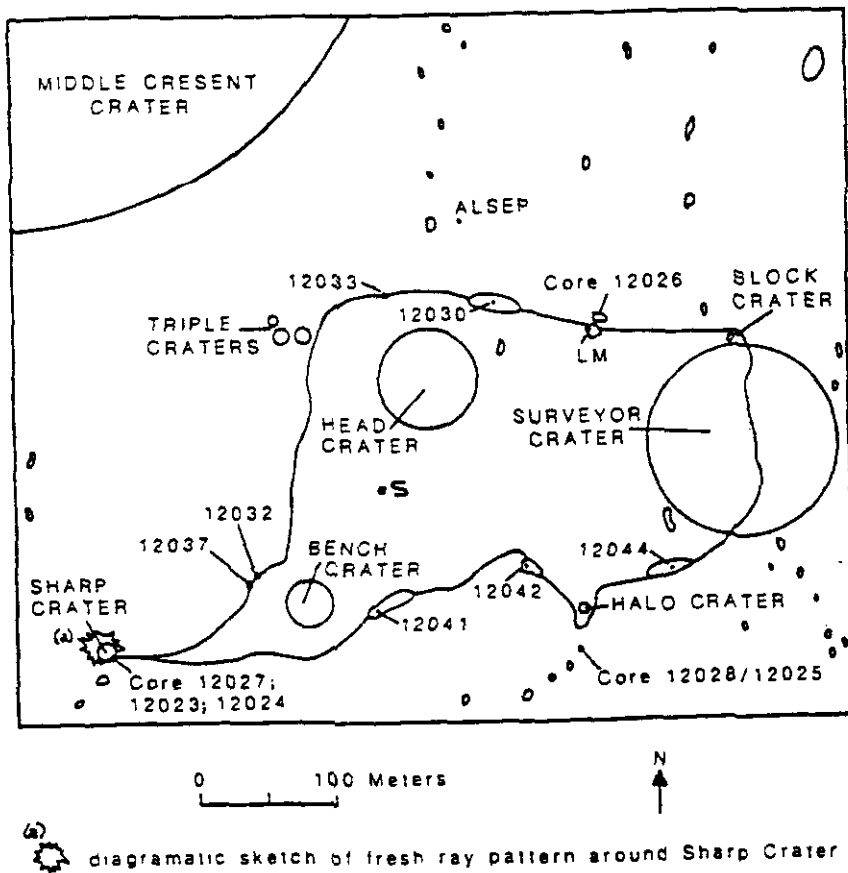 MIDDLE CRESENT
CRATER
ALSEP
12033
Core 12026
BLOCK
CRATER
12030
TRIPLE
CRATERS
LM
HEAD
CRATER
SURVEYOR
CRATER
S
12032
12037
BENCH
CRATER
12044
SHARP
CRATER
12042
(a)
12041
HALO CRATER
Core 12027;
12023; 12024
Core 12028/12025
0 100 Meters
N
(a)
diagramatic sketch of fresh ray pattern around Sharp Crater